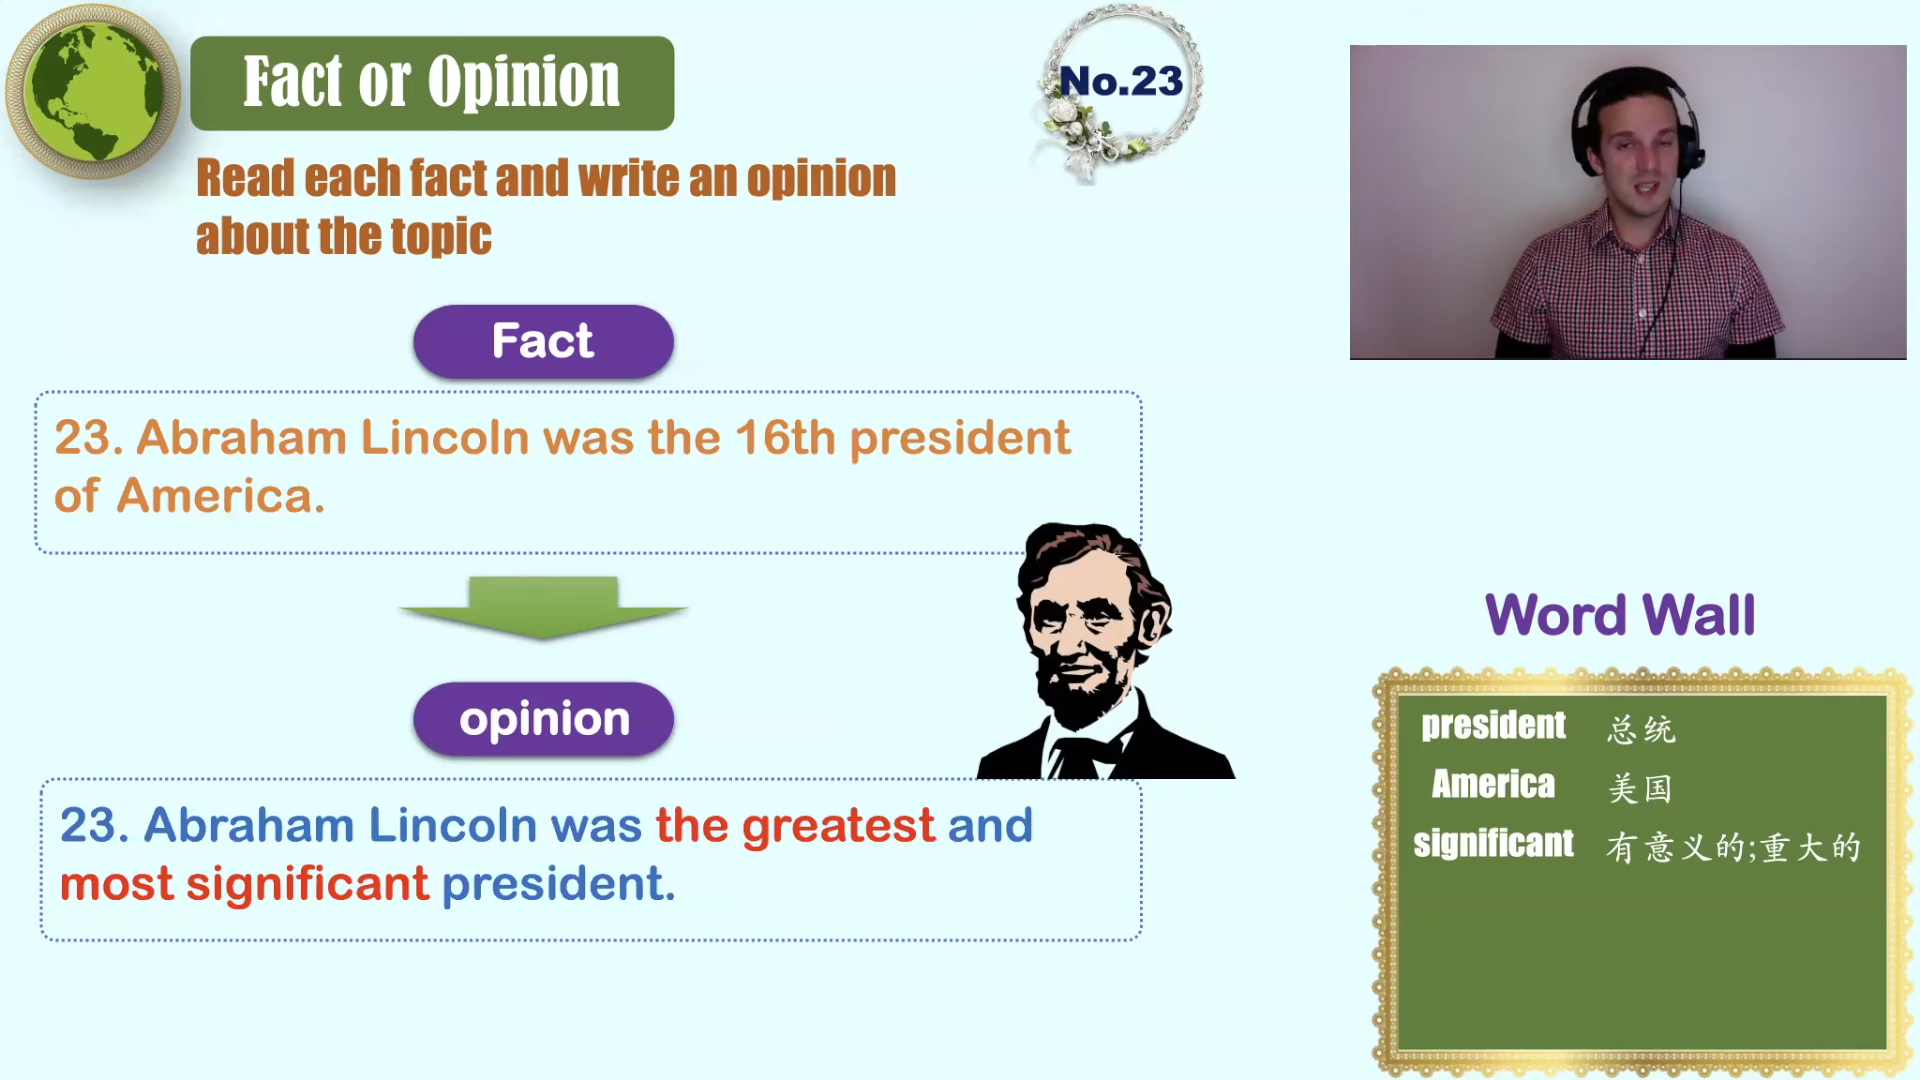 Fact or Opinion
No.23
Read each fact and write an opinion
about the topic
Fact
23. Abraham Lincoln was the 16th president
of America.
opinion
23. Abraham Lincoln was the greatest and
most significant president.
Word Wall
president 总统
America 美国
significant 有意义的;重大的